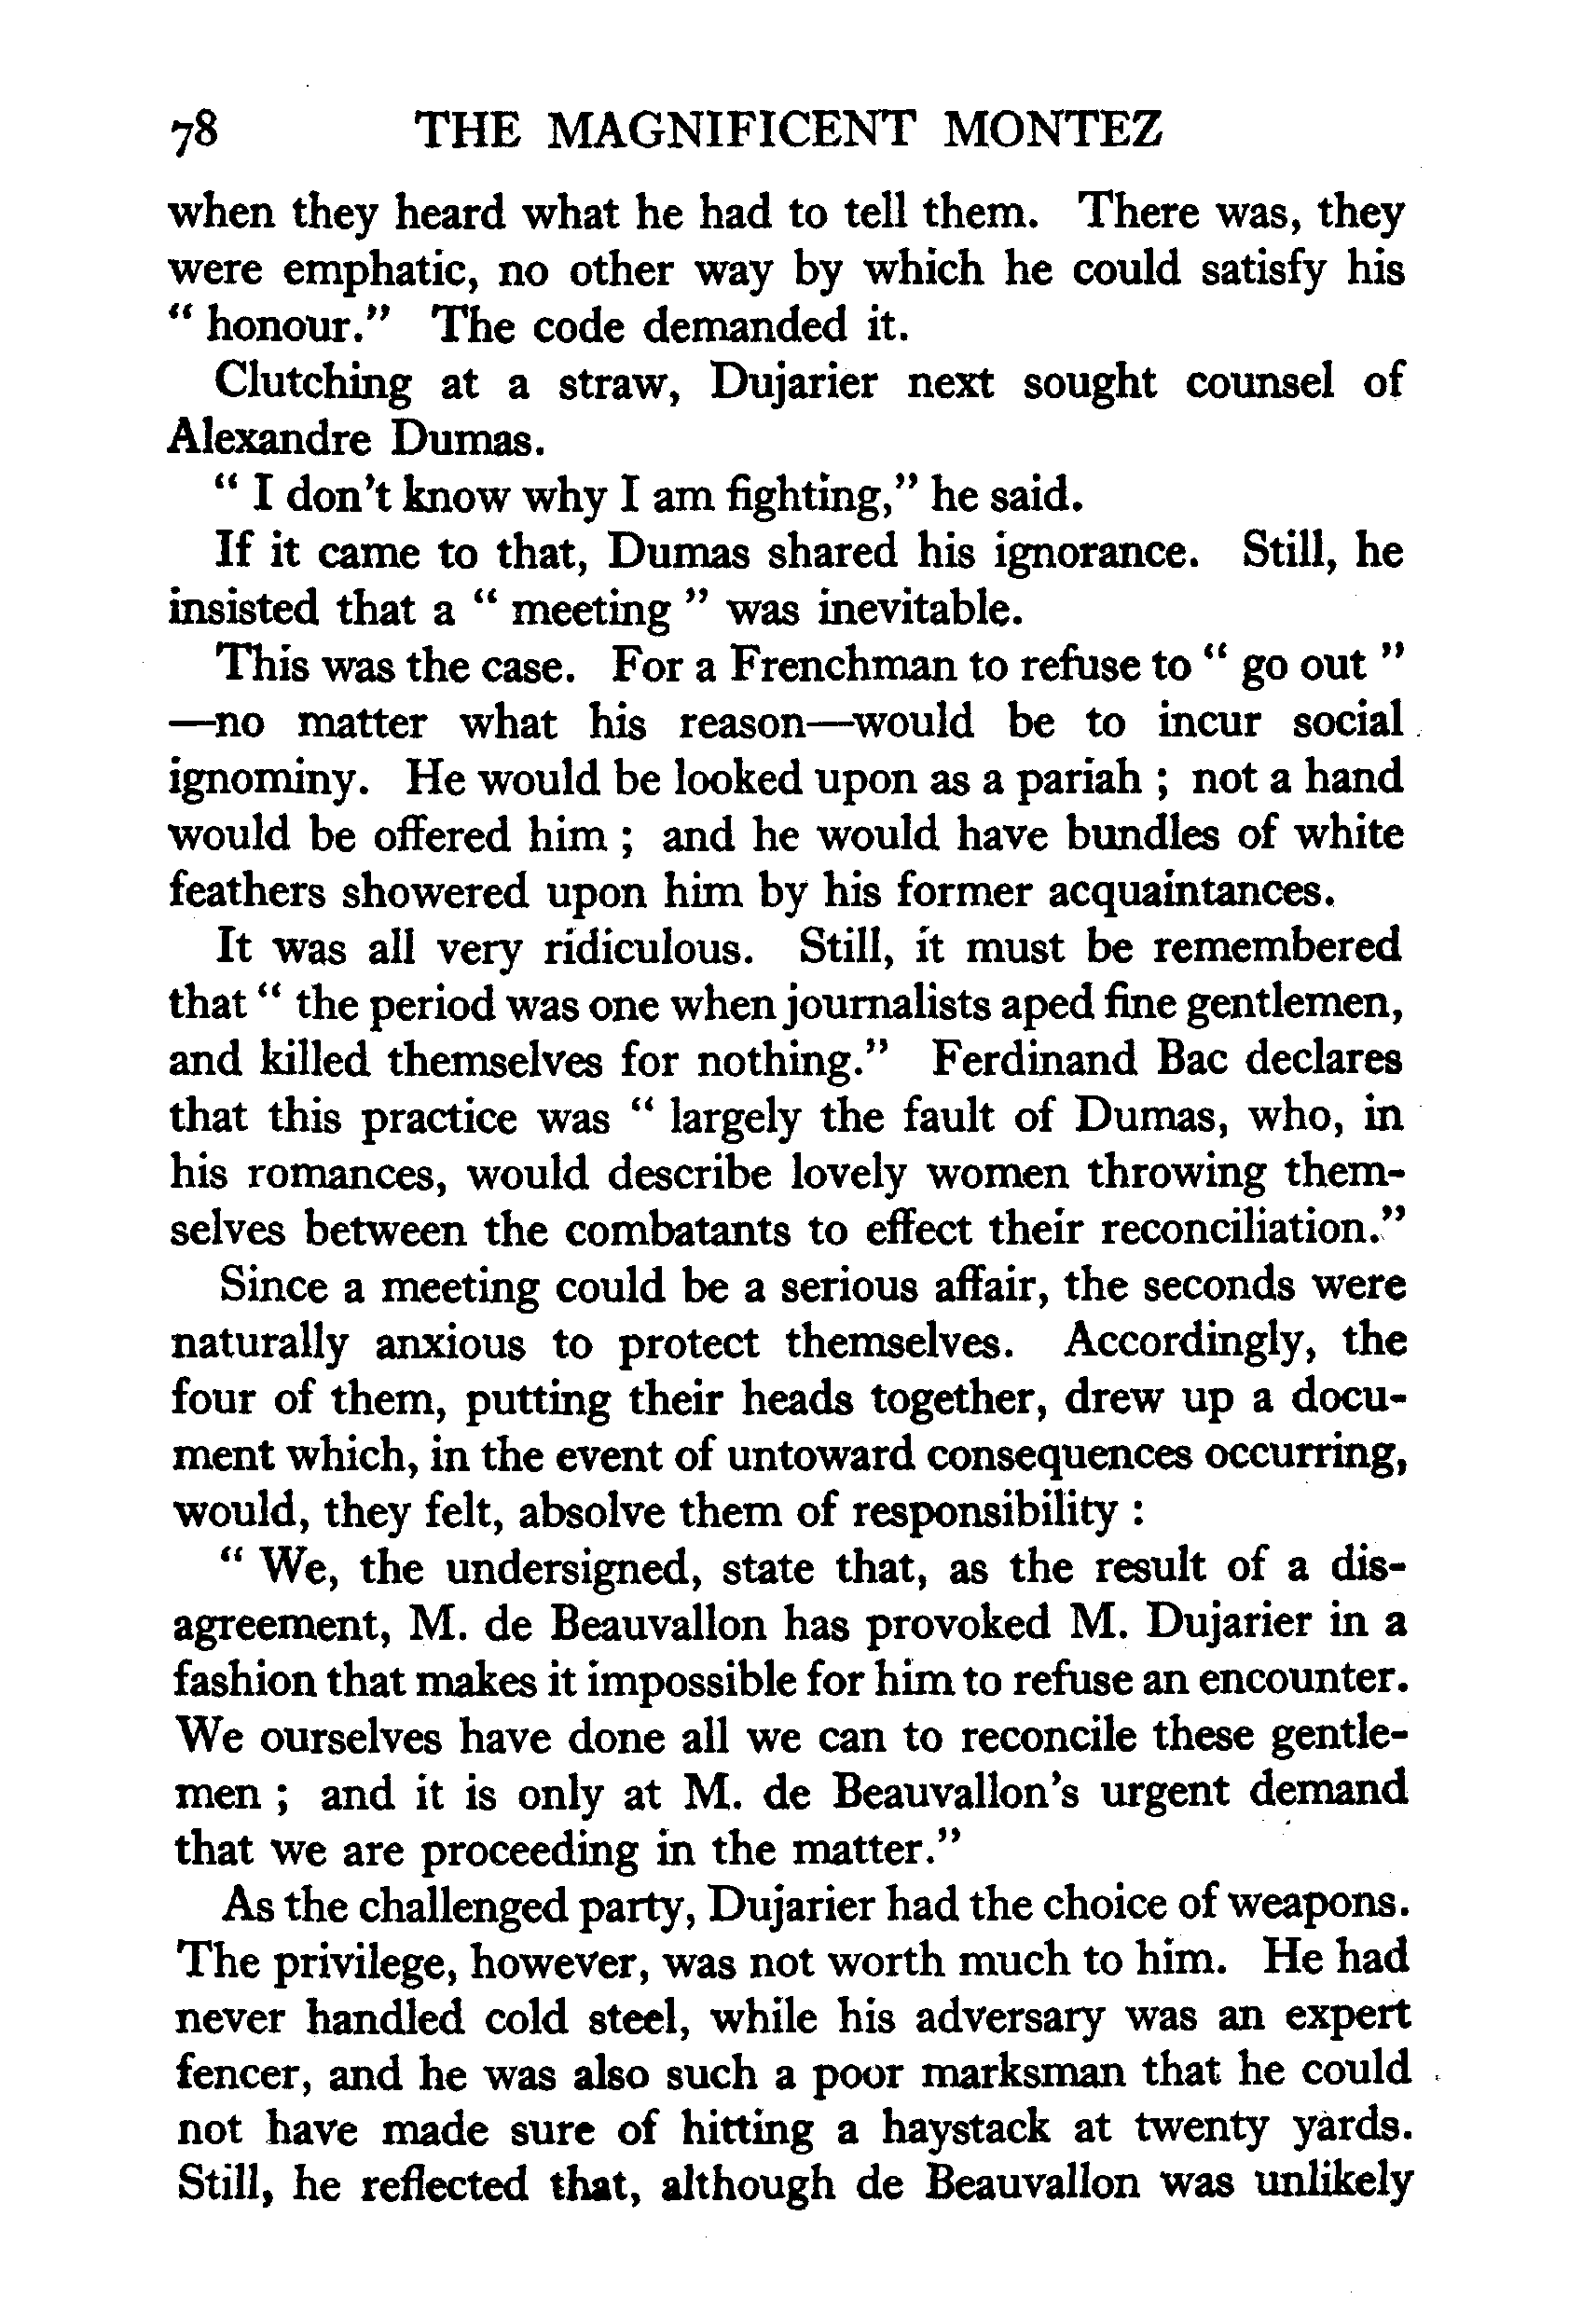 78 THE MAGNIFICENT MONTEZ
when they heard what he had to tell them. There was, they
were emphatic, no other way by which he could satisfy his
" honour." The code demanded it.
Clutching at a straw, Dujarier next sought counsel of
Alexandre Dumas.
" I don't know why I am fighting," he said.
If it came to that, Dumas shared his ignorance. Still, he
insisted that a " meeting " was inevitable.
This was the case. For a Frenchman to refuse to " go out "
—no matter what his reason—would be to incur social
ignominy. He would be looked upon as a pariah ; not a hand
would be offered him ; and he would have bundles of white
feathers showered upon him by his former acquaintances.
It was all very ridiculous. Still, it must be remembered
that " the period was one when journalists aped fine gentlemen,
and killed themselves for nothing." Ferdinand Bac declares
that this practice was " largely the fault of Dumas, who, in
his romances, would describe lovely women throwing them-
selves between the combatants to effect their reconciliation."
Since a meeting could be a serious affair, the seconds were
naturally anxious to protect themselves. Accordingly, the
four of them, putting their heads together, drew up a docu-
ment which, in the event of untoward consequences occurring,
would, they felt, absolve them of responsibility :
" We, the undersigned, state that, as the result of a dis-
agreement, M. de Beauvallon has provoked M. Dujarier in a
fashion that makes it impossible for him to refuse an encounter.
We ourselves have done all we can to reconcile these gentle-
men ; and it is only at M. de Beauvallon's urgent demand
that we are proceeding in the matter."
As the challenged party, Dujarier had the choice of weapons.
The privilege, however, was not worth much to him. He had
never handled cold steel, while his adversary was an expert
fencer, and he was also such a poor marksman that he could
not have made sure of hitting a haystack at twenty yards.
Still, he reflected that, although de Beauvallon was unlikely